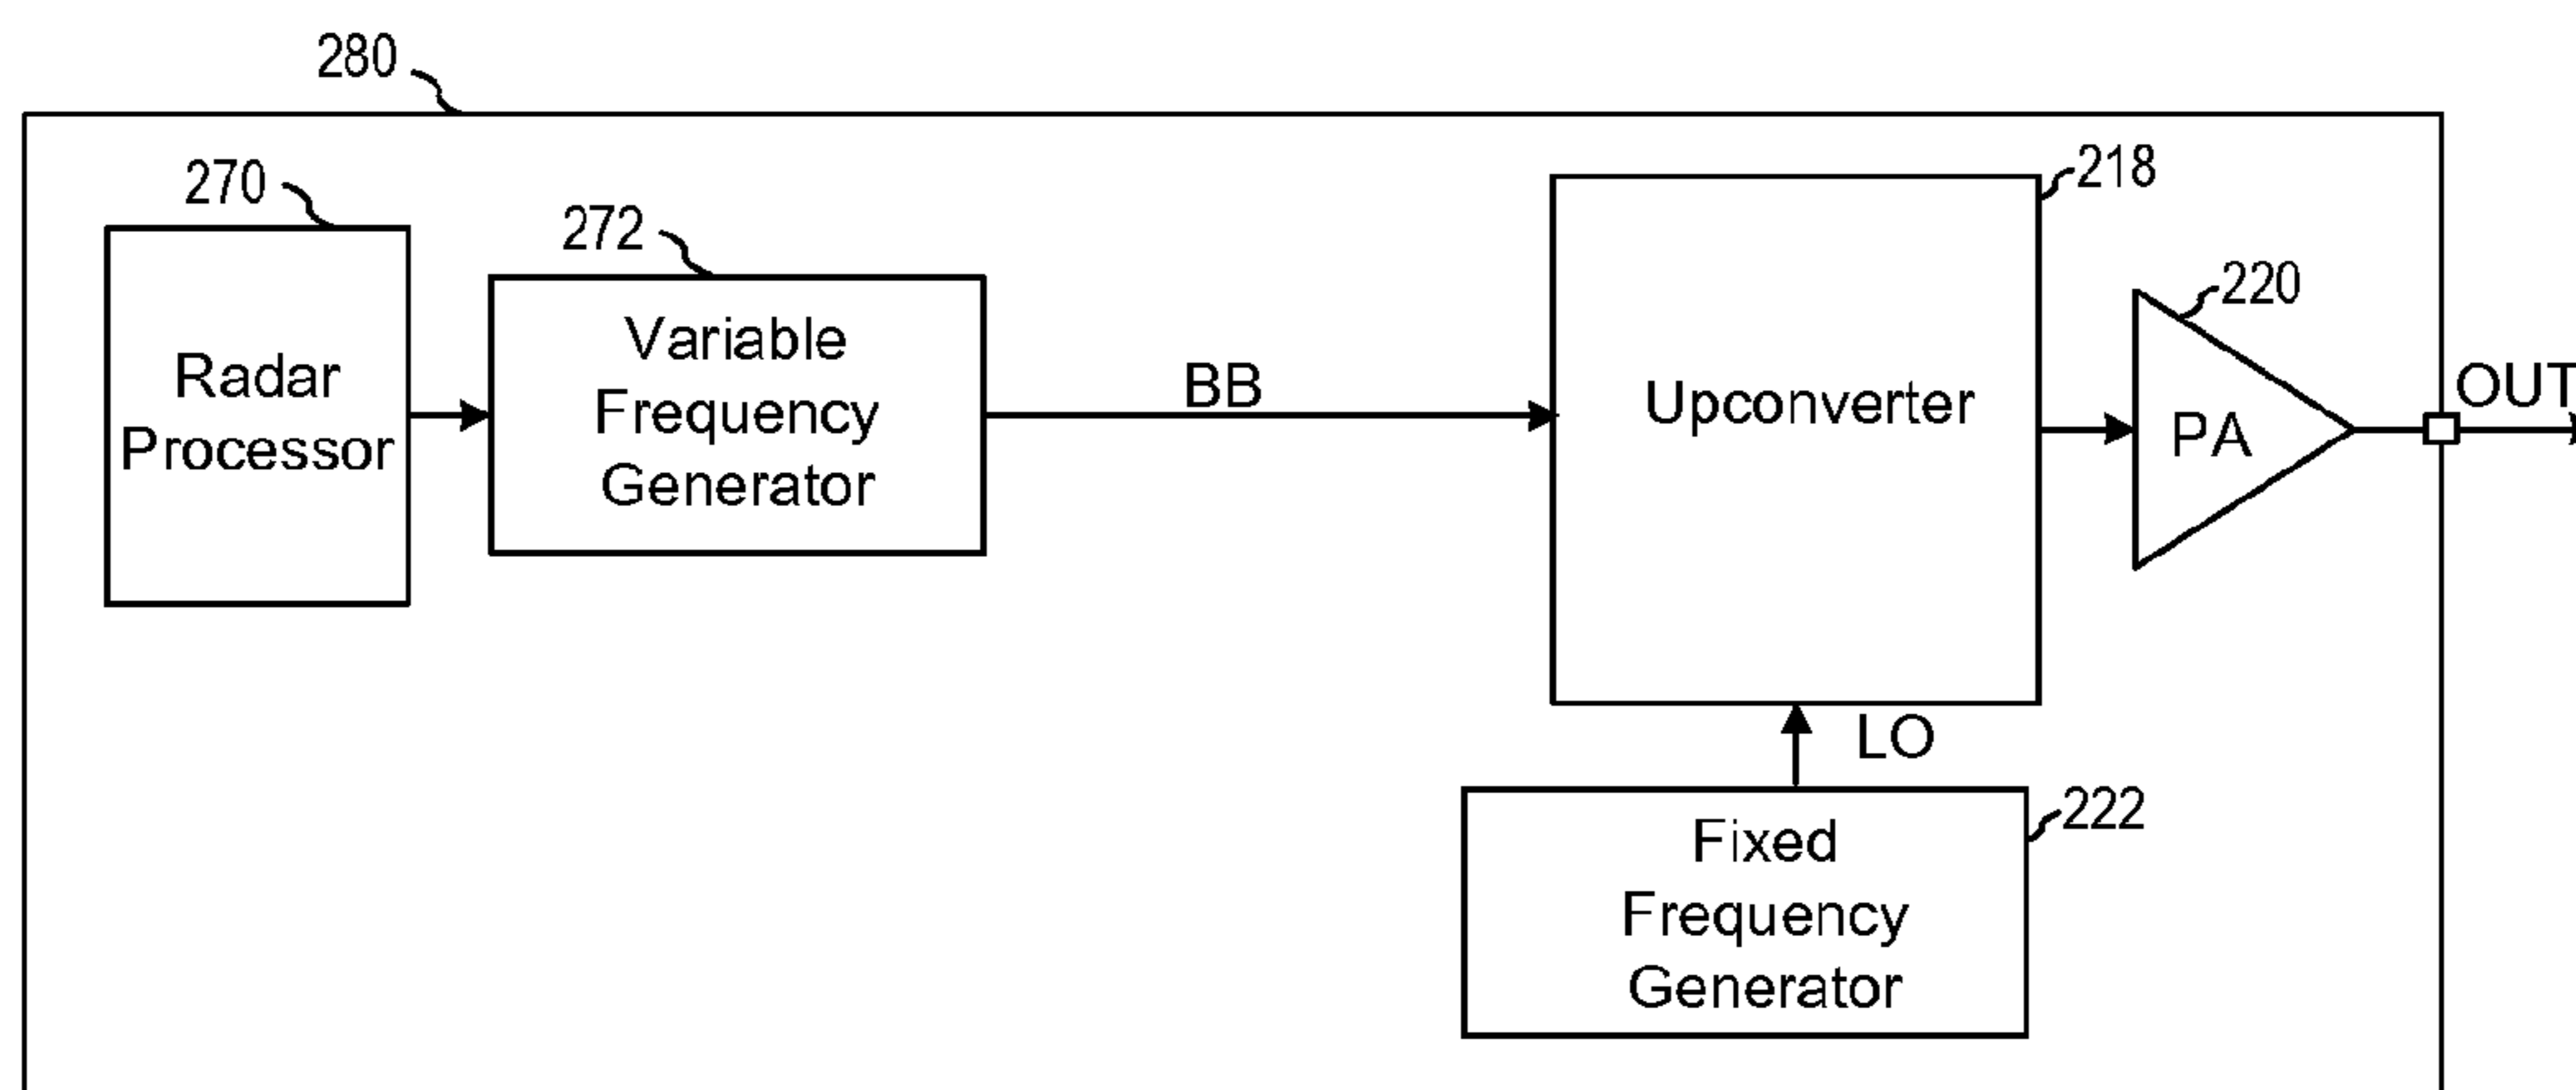 280
270
Radar
Processor
272
Variable
Frequency
Generator
BB
218
Upconverter
220
PA
OUT
LO
222
Fixed
Frequency
Generator